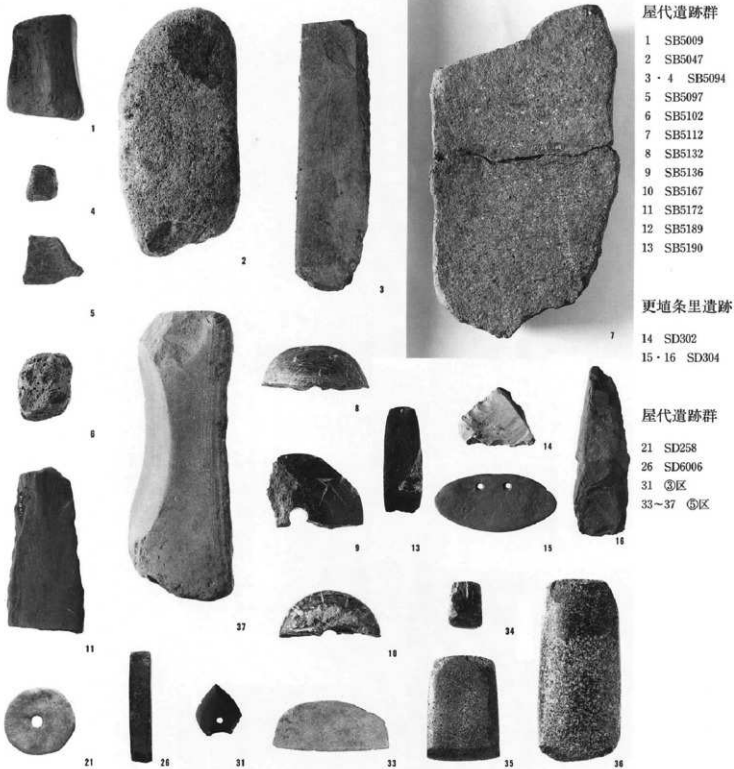 屋代遺跡群
1 SB5009
2 SB5047
3・4 SB5094
5 SB5097
6 SB5102
7 SB5112
8 SB5132
9 SB5136
10 SB5167
11 SB5172
12 SB5189
13 SB5190
更埴条里遺跡
14 SD302
15・16 SD304
屋代遺跡群
21 SD258
26 SD6006
31 ③区
33～37 ⑤区
1
2
3
4
5
6
7
8
9
13
14
15
16
11
37
10
34
21
26
31
33
35
36